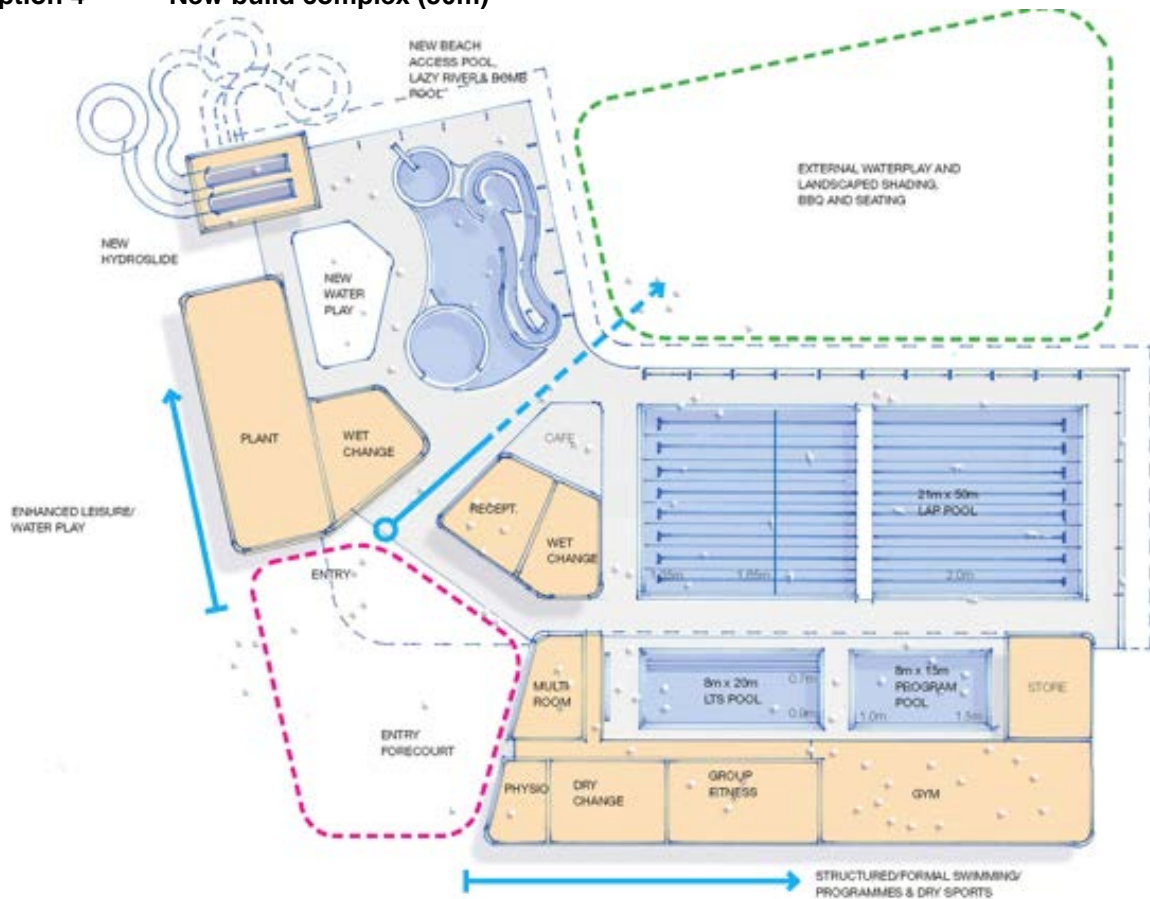 ption 4 New build complex (50m)
NEW BEACH
ACCESS POOL,
LAZY RIVER & BOMB
POOL
EXTERNAL WATERPLAY AND
LANDSCAPED SHADING,
BBQ AND SEATING
NEW
HYDROSLIDE
NEW
WATER
PLAY
PLANT
WET
CHANGE
CAFE
RECEPT.
WET
CHANGE
21m x 50m
LAP POOL
1.65m
2.0m
ENHANCED LEISURE/
WATER PLAY
ENTRY
ENTRY
FORECOURT
MULTI-
ROOM
8m x 20m
LTS POOL
0.7m
0.9m
8m x 15m
PROGRAM
POOL
1.0m
1.5m
STORE
PHYSIO
DRY
CHANGE
GROUP
FITNESS
GYM
STRUCTURED/FORMAL SWIMMING/
PROGRAMMES & DRY SPORTS